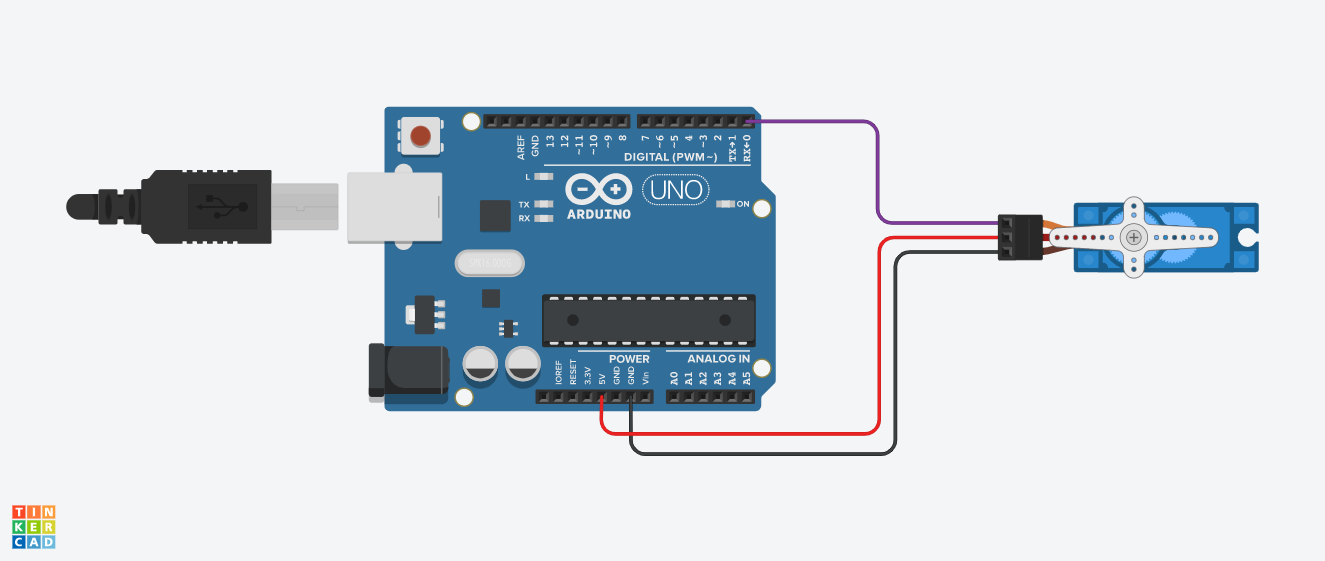 AREF
GND
13
12
~11
~10
~9
8
7
~6
~5
4
~3
2
TX→1
RX←0
DIGITAL (PWM~)
L
TX
RX
ARDUINO
UNO
ON
POWER
ANALOG IN
IOREF
RESET
3.3V
5V
GND
GND
Vin
A0
A1
A2
A3
A4
A5
TIN
KER
CAD